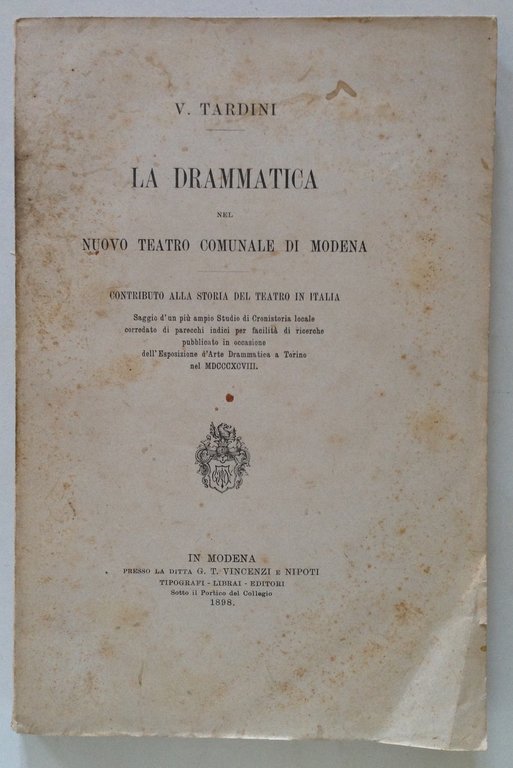 V. TARDINI
LA DRAMMATICA
NEL
NUOVO TEATRO COMUNALE DI MODENA
CONTRIBUTO ALLA STORIA DEL TEATRO IN ITALIA
Saggio d'un più ampio Studio di Cronistoria locale
corredato di parecchi indici per facilità di ricerche
pubblicato in occasione
dell'Esposizione d'Arte Drammatica a Torino
nel MDCCCXCVIII.
IN MODENA
PRESSO LA DITTA G. T. VINCENZI E NIPOTI
TIPOGRAFI - LIBRAI - EDITORI
Sotto il Portico del Collegio
1898.